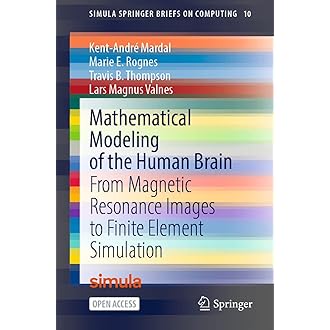 SIMULA SPRINGER BRIEFS ON COMPUTING 10
Kent-André Mardal
Marie E. Rognes
Travis B. Thompson
Lars Magnus Valnes
Mathematical
Modeling
of the Human Brain
From Magnetic
Resonance Images
to Finite Element
Simulation
simula
OPEN ACCESS
Springer